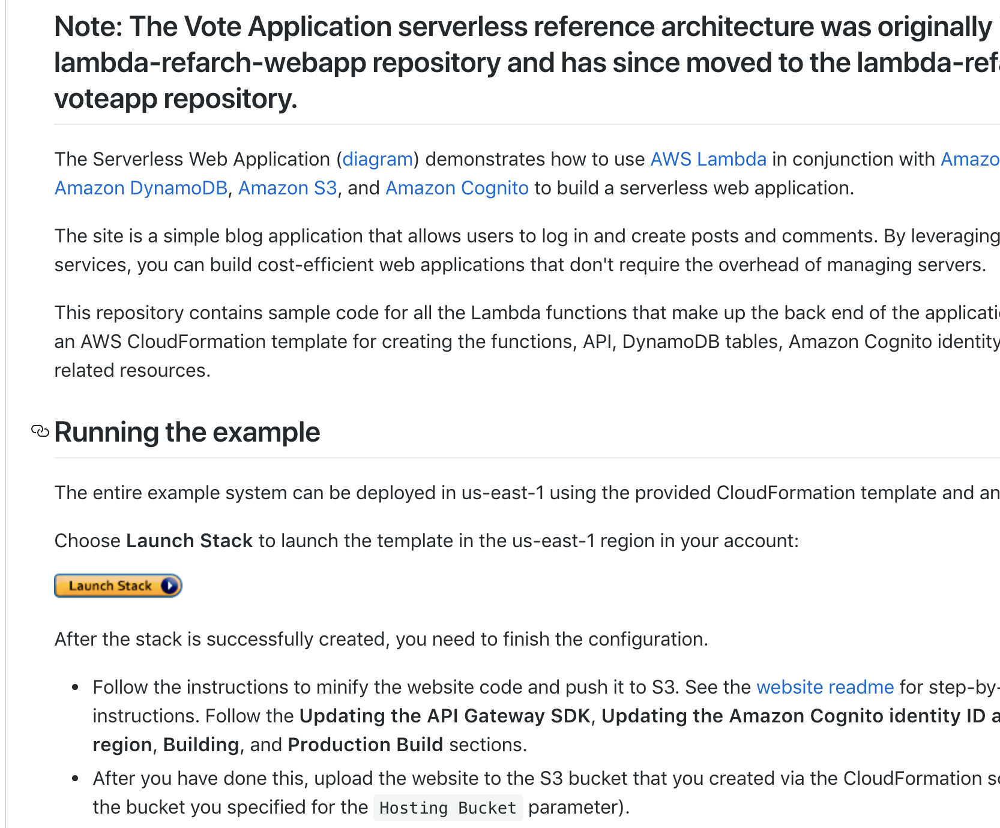 Note: The Vote Application serverless reference architecture was originally
lambda-refarch-webapp repository and has since moved to the lambda-ref
voteapp repository.
The Serverless Web Application (diagram) demonstrates how to use AWS Lambda in conjunction with Amazo
Amazon DynamoDB, Amazon S3, and Amazon Cognito to build a serverless web application.
The site is a simple blog application that allows users to log in and create posts and comments. By leveraging
services, you can build cost-efficient web applications that don't require the overhead of managing servers.
This repository contains sample code for all the Lambda functions that make up the back end of the applicati
an AWS CloudFormation template for creating the functions, API, DynamoDB tables, Amazon Cognito identity
related resources.
Running the example
The entire example system can be deployed in us-east-1 using the provided CloudFormation template and an
Choose Launch Stack to launch the template in the us-east-1 region in your account:
Launch Stack
After the stack is successfully created, you need to finish the configuration.
• Follow the instructions to minify the website code and push it to S3. See the website readme for step-by-
instructions. Follow the Updating the API Gateway SDK, Updating the Amazon Cognito identity ID a
region, Building, and Production Build sections.
• After you have done this, upload the website to the S3 bucket that you created via the CloudFormation s
the bucket you specified for the Hosting Bucket parameter).